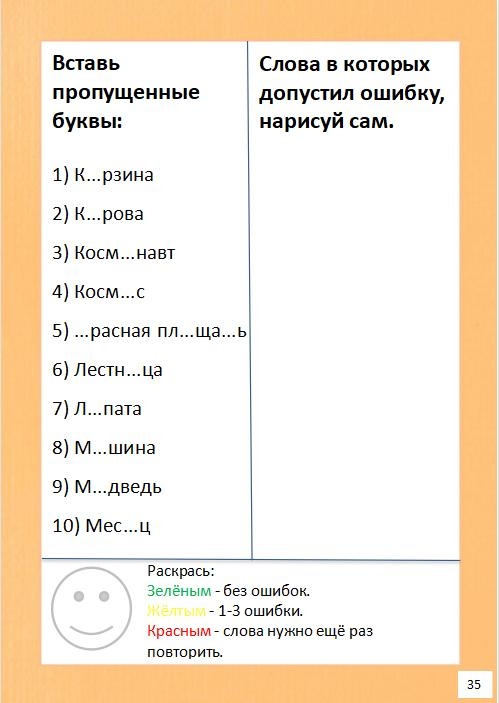 Вставь
пропущенные
буквы:
1) К...рзина
2) К...рова
3) Косм...навт
4) Косм...с
5) ...расная пл...ща...ь
6) Лестн...ца
7) Л...пата
8) М...шина
9) М...дведь
10) Мес...ц
Слова в которых
допустил ошибку,
нарисуй сам.
Раскрась:
Зелёным - без ошибок.
Жёлтым - 1-3 ошибки.
Красным - слова нужно ещё раз
повторить.
35